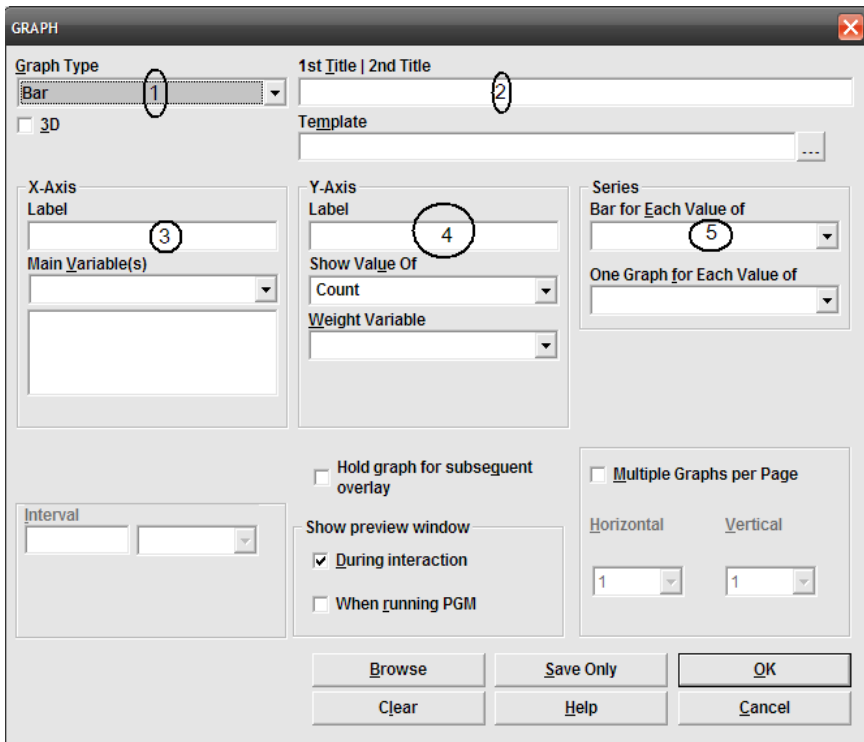 GRAPH
Graph Type
Bar
1
3D
1st Title | 2nd Title
2
Template
...
X-Axis
Label
3
Main Variable(s)
Y-Axis
Label
4
Show Value Of
Count
Weight Variable
Series
Bar for Each Value of
5
One Graph for Each Value of
Interval
Hold graph for subsequent
overlay
Show preview window
During interaction
When running PGM
Multiple Graphs per Page
Horizontal
Vertical
1
1
Browse
Save Only
OK
Clear
Help
Cancel